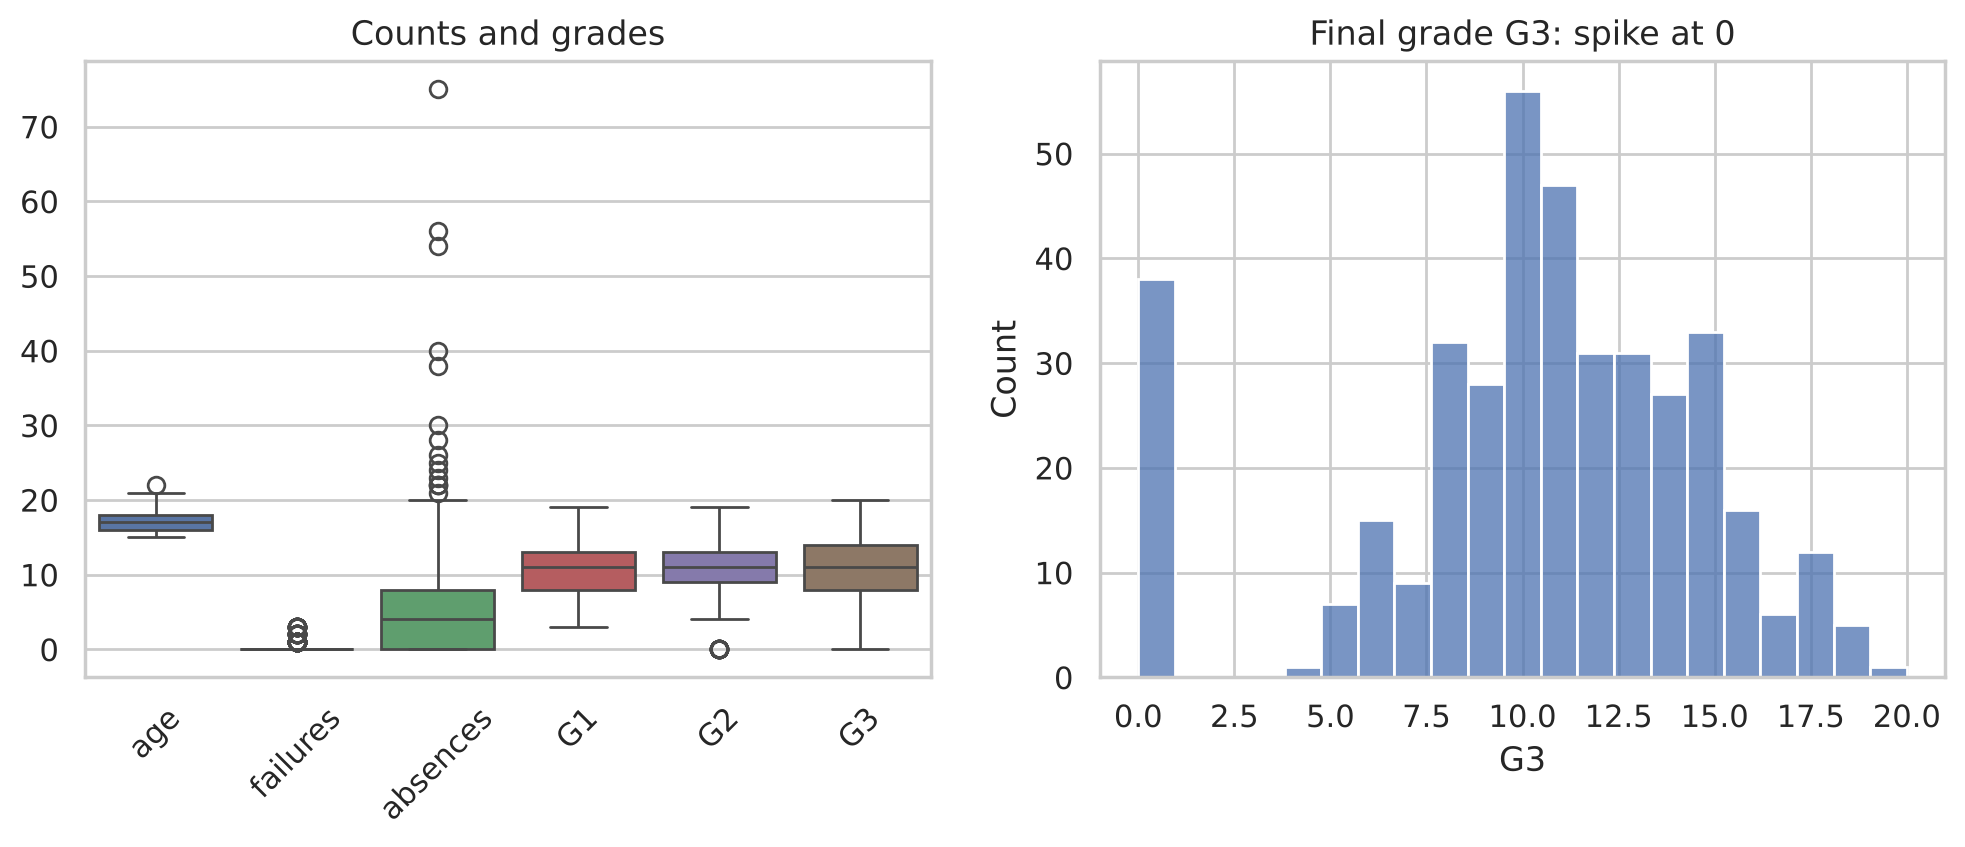 Counts and grades
70
60
50
40
30
20
10
0
age
failures
absences
G1
G2
G3
Final grade G3: spike at 0
Count
50
40
30
20
10
0
0.0 2.5 5.0 7.5 10.0 12.5 15.0 17.5 20.0
G3